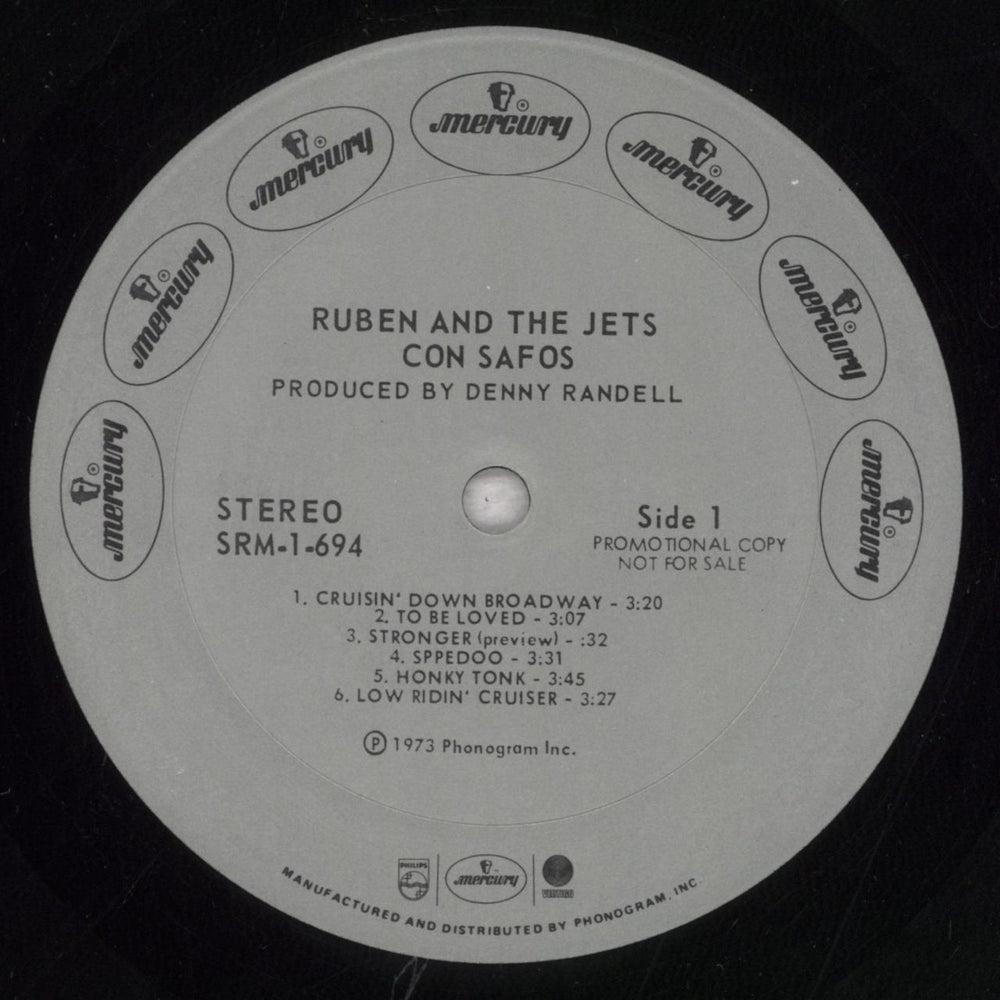 mercury
mercury
mercury
mercury
mercury
mercury
mercury
RUBEN AND THE JETS
CON SAFOS
PRODUCED BY DENNY RANDELL
STEREO
SRM-1-694
Side 1
PROMOTIONAL COPY
NOT FOR SALE
1. CRUISIN' DOWN BROADWAY - 3:20
2. TO BE LOVED - 3:07
3. STRONGER (preview) - :32
4. SPPEDOO - 3:31
5. HONKY TONK - 3:45
6. LOW RIDIN' CRUISER - 3:27
Ⓟ 1973 Phonogram Inc.
PHILIPS
mercury
VERTIGO
MANUFACTURED AND DISTRIBUTED BY PHONOGRAM, INC.